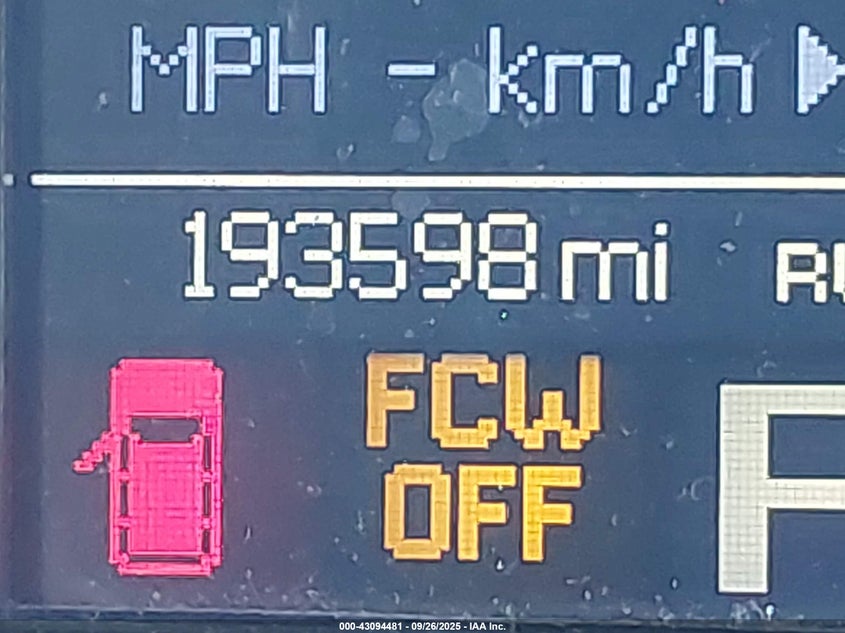 MPH - km/h
193598 mi
FCW
OFF
P
000-43094481 - 09/26/2025 - IAA Inc.